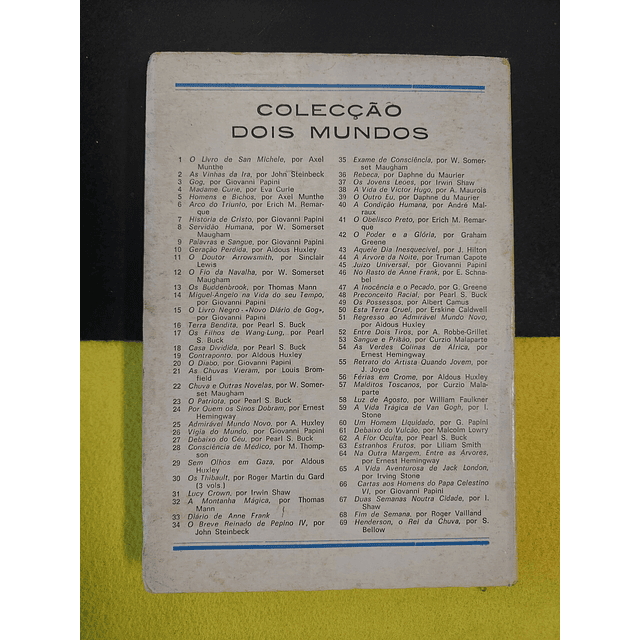 COLECÇÃO
DOIS MUNDOS
1 O Livro de San Michele, por Axel
Munthe
2 As Vinhas da Ira, por John Steinbeck
3 Gog, por Giovanni Papini
4 Madame Curie, por Eva Curie
5 Homens e Bichos, por Axel Munthe
6 Arco do Triunfo, por Erich M. Remar-
que
7 História de Cristo, por Giovanni Papini
8 Servidão Humana, por W. Somerset
Maugham
9 Palavras e Sangue, por Giovanni Papini
10 Geração Perdida, por Aldous Huxley
11 O Doutor Arrowsmith, por Sinclair
Lewis
12 O Fio da Navalha, por W. Somerset
Maugham
13 Os Buddenbrook, por Thomas Mann
14 Miguel-Angelo na Vida do seu Tempo,
por Giovanni Papini
15 O Livro Negro - «Novo Diário de Gog»,
por Giovanni Papini
16 Terra Bendita, por Pearl S. Buck
17 Os Filhos de Wang-Lung, por Pearl
S. Buck
18 Casa Dividida, por Pearl S. Buck
19 Contraponto, por Aldous Huxley
20 O Diabo, por Giovanni Papini
21 As Chuvas Vieram, por Louis Brom-
field
22 Chuva e Outras Novelas, por W. Somer-
set Maugham
23 O Patriota, por Pearl S. Buck
24 Por Quem os Sinos Dobram, por Ernest
Hemingway
25 Admirável Mundo Novo, por A. Huxley
26 Vigia do Mundo, por Giovanni Papini
27 Debaixo do Céu, por Pearl S. Buck
28 Consciência de Médico, por M. Thomp-
son
29 Sem Olhos em Gaza, por Aldous
Huxley
30 Os Thibault, por Roger Martin du Gard
(3 vols.)
31 Lucy Crown, por Irwin Shaw
32 A Montanha Mágica, por Thomas
Mann
33 Diário de Anne Frank
34 O Breve Reinado de Pepino IV, por
John Steinbeck
35 Exame de Consciência, por W. Somer-
set Maugham
36 Rebeca, por Daphne du Maurier
37 Os Jovens Leões, por Irwin Shaw
38 A Vida de Victor Hugo, por A. Maurois
39 O Outro Eu, por Daphne du Maurier
40 A Condição Humana, por André Mal-
raux
41 O Obelisco Preto, por Erich M. Remar-
que
42 O Poder e a Glória, por Graham
Greene
43 Aquele Dia Inesquecível, por J. Hilton
44 A Árvore da Noite, por Truman Capote
45 Juízo Universal, por Giovanni Papini
46 No Rasto de Anne Frank, por E. Schna-
bel
47 A Inocência e o Pecado, por G. Greene
48 Preconceito Racial, por Pearl S. Buck
49 Os Possessos, por Albert Camus
50 Esta Terra Cruel, por Erskine Caldwell
51 Regresso ao Admirável Mundo Novo,
por Aldous Huxley
52 Entre Dois Tiros, por A. Robbe-Grillet
53 Sangue e Prisão, por Curzio Malaparte
54 As Verdes Colinas de África, por
Ernest Hemingway
55 Retrato do Artista Quando Jovem, por
J. Joyce
56 Férias em Crome, por Aldous Huxley
57 Malditos Toscanos, por Curzio Mala-
parte
58 Luz de Agosto, por William Faulkner
59 A Vida Trágica de Van Gogh, por I.
Stone
60 Um Homem Liquidado, por G. Papini
61 Debaixo do Vulcão, por Malcolm Lowry
62 A Flor Oculta, por Pearl S. Buck
63 Estranhos Frutos, por Liliam Smith
64 Na Outra Margem, Entre as Árvores,
por Ernest Hemingway
65 A Vida Aventurosa de Jack London,
por Irving Stone
66 Cartas aos Homens do Papa Celestino
VI, por Giovanni Papini
67 Duas Semanas Noutra Cidade, por I.
Shaw
68 Fim de Semana, por Roger Vailland
69 Henderson, o Rei da Chuva, por S.
Bellow